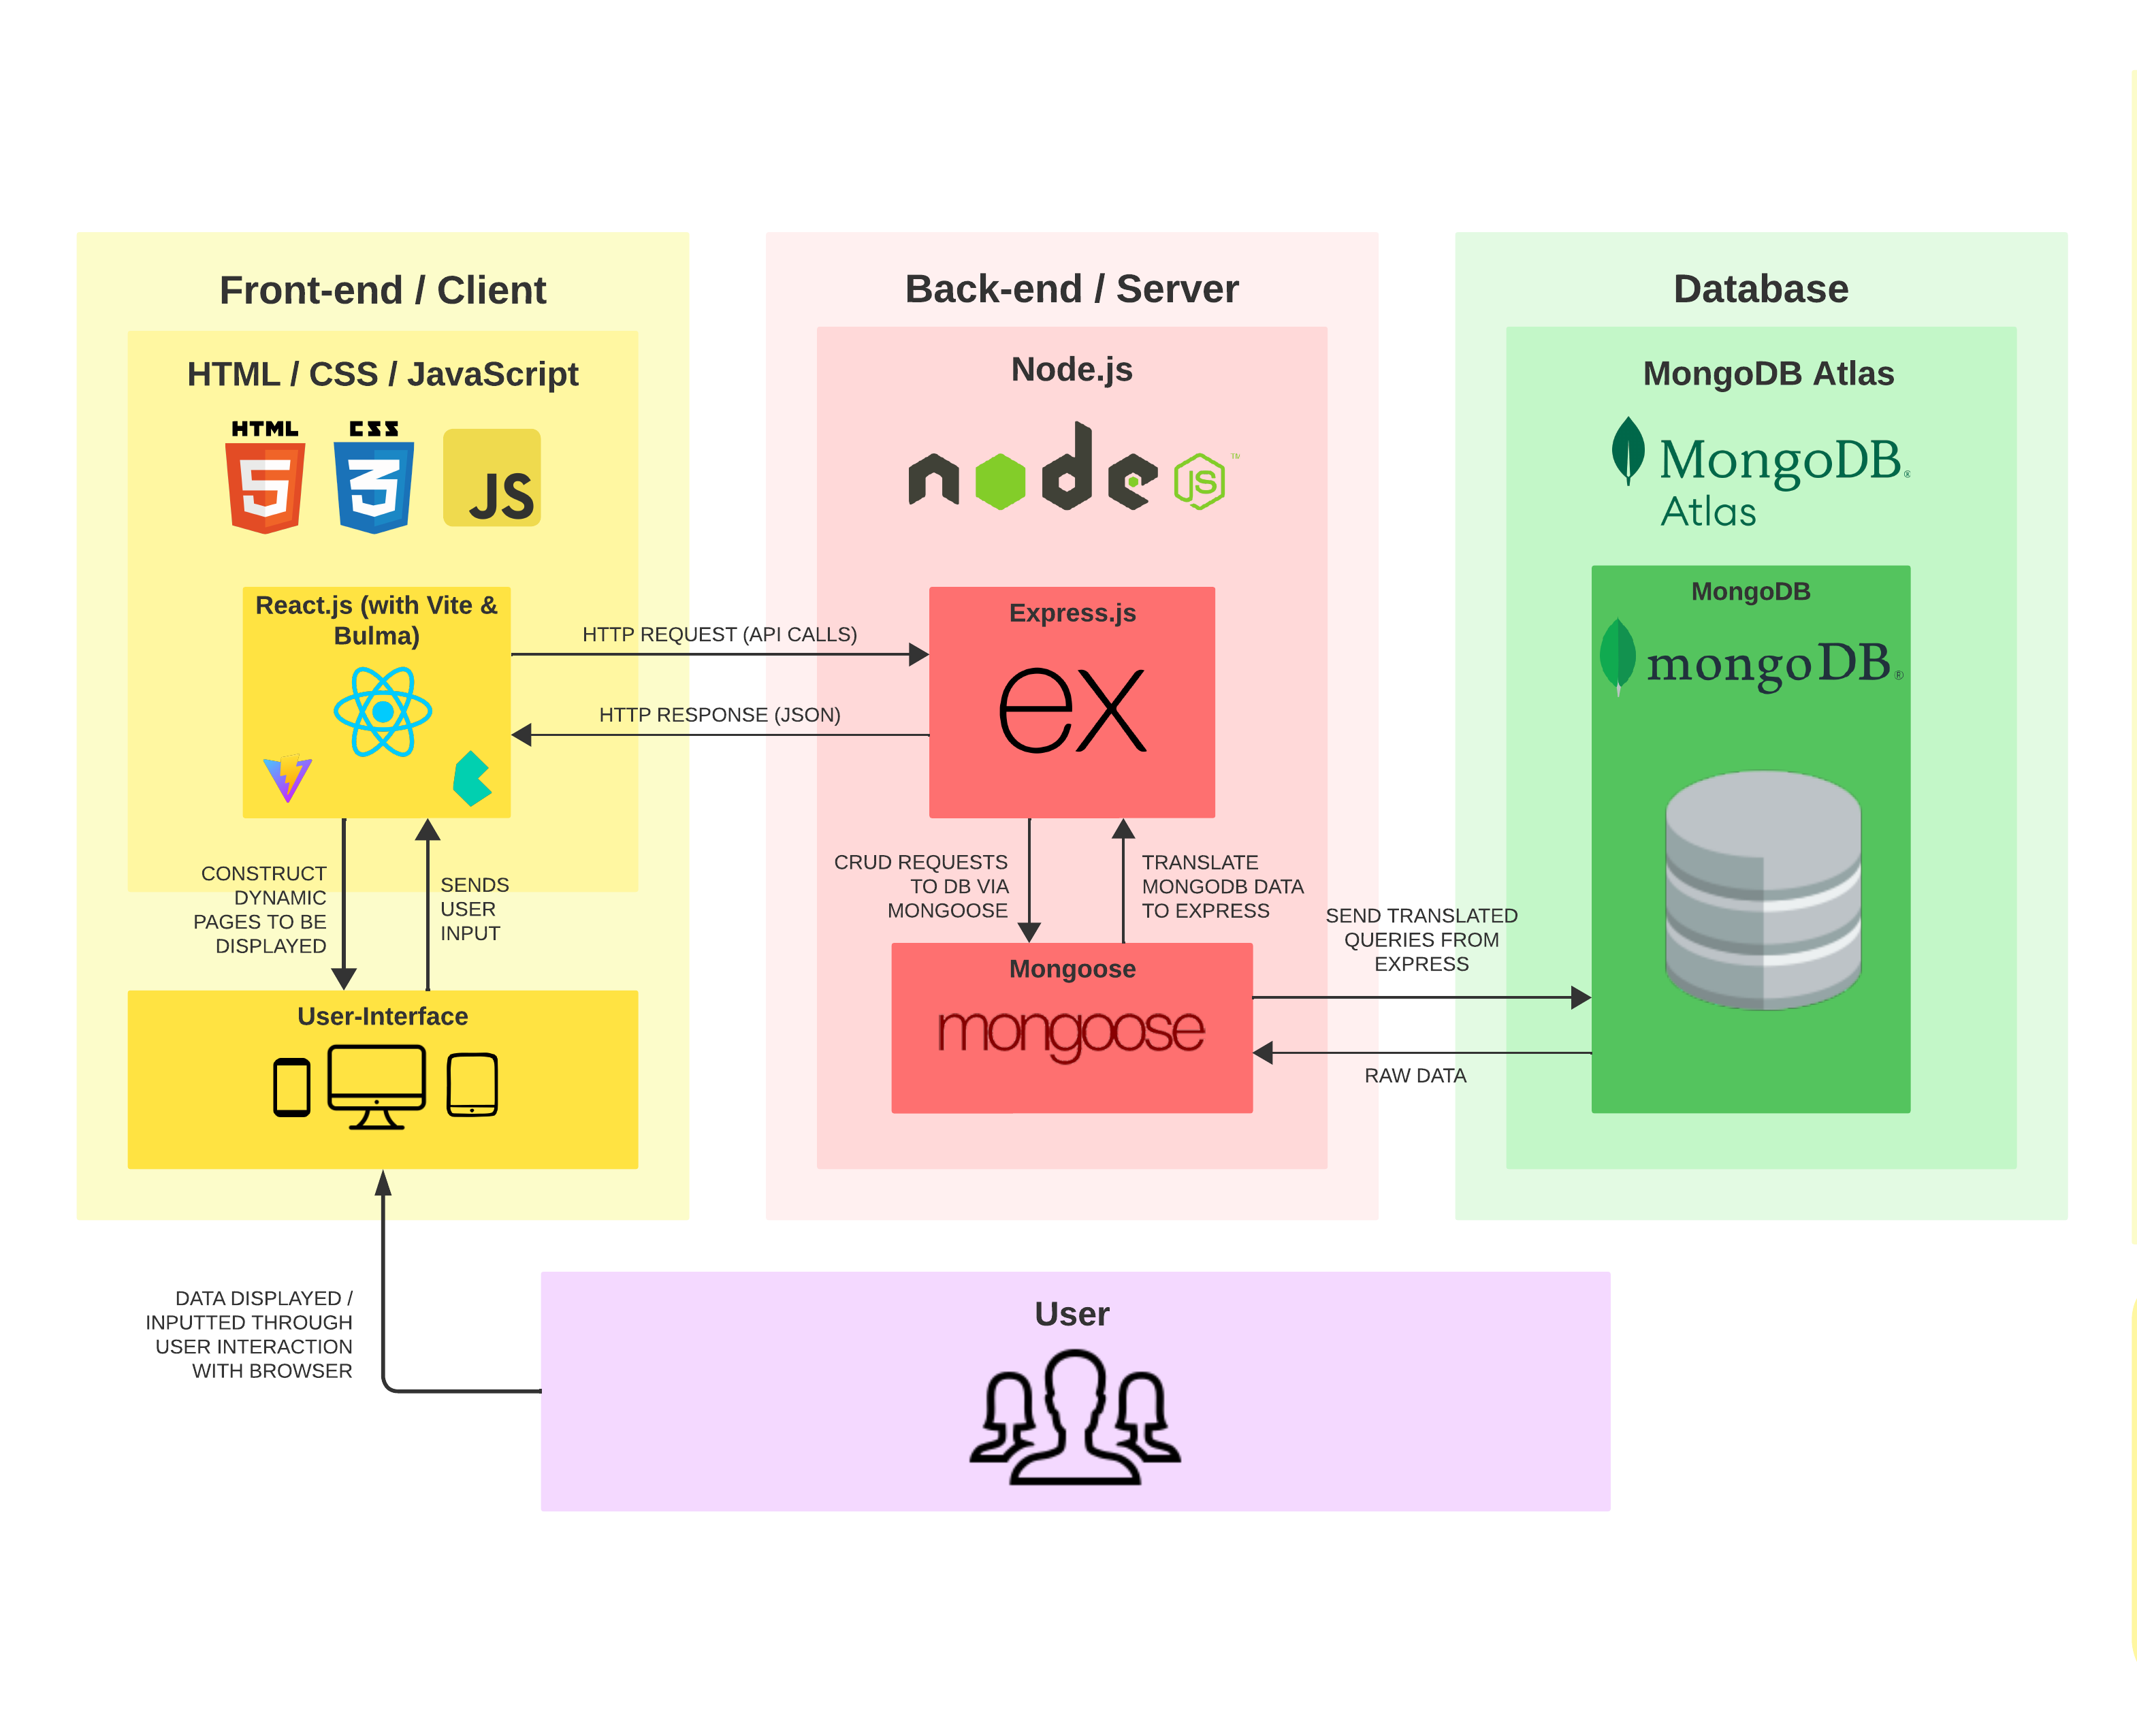 Front-end / Client
HTML / CSS / JavaScript
HTML
5
CSS
3
JS
React.js (with Vite &
Bulma)
CONSTRUCT
DYNAMIC
PAGES TO BE
DISPLAYED
SENDS
USER
INPUT
User-Interface
HTTP REQUEST (API CALLS)
HTTP RESPONSE (JSON)
Back-end / Server
Node.js
node
JS
TM
Express.js
ex
CRUD REQUESTS
TO DB VIA
MONGOOSE
TRANSLATE
MONGODB DATA
TO EXPRESS
Mongoose
mongoose
SEND TRANSLATED
QUERIES FROM
EXPRESS
RAW DATA
Database
MongoDB Atlas
MongoDB®
Atlas
MongoDB
mongoDB®
DATA DISPLAYED /
INPUTTED THROUGH
USER INTERACTION
WITH BROWSER
User